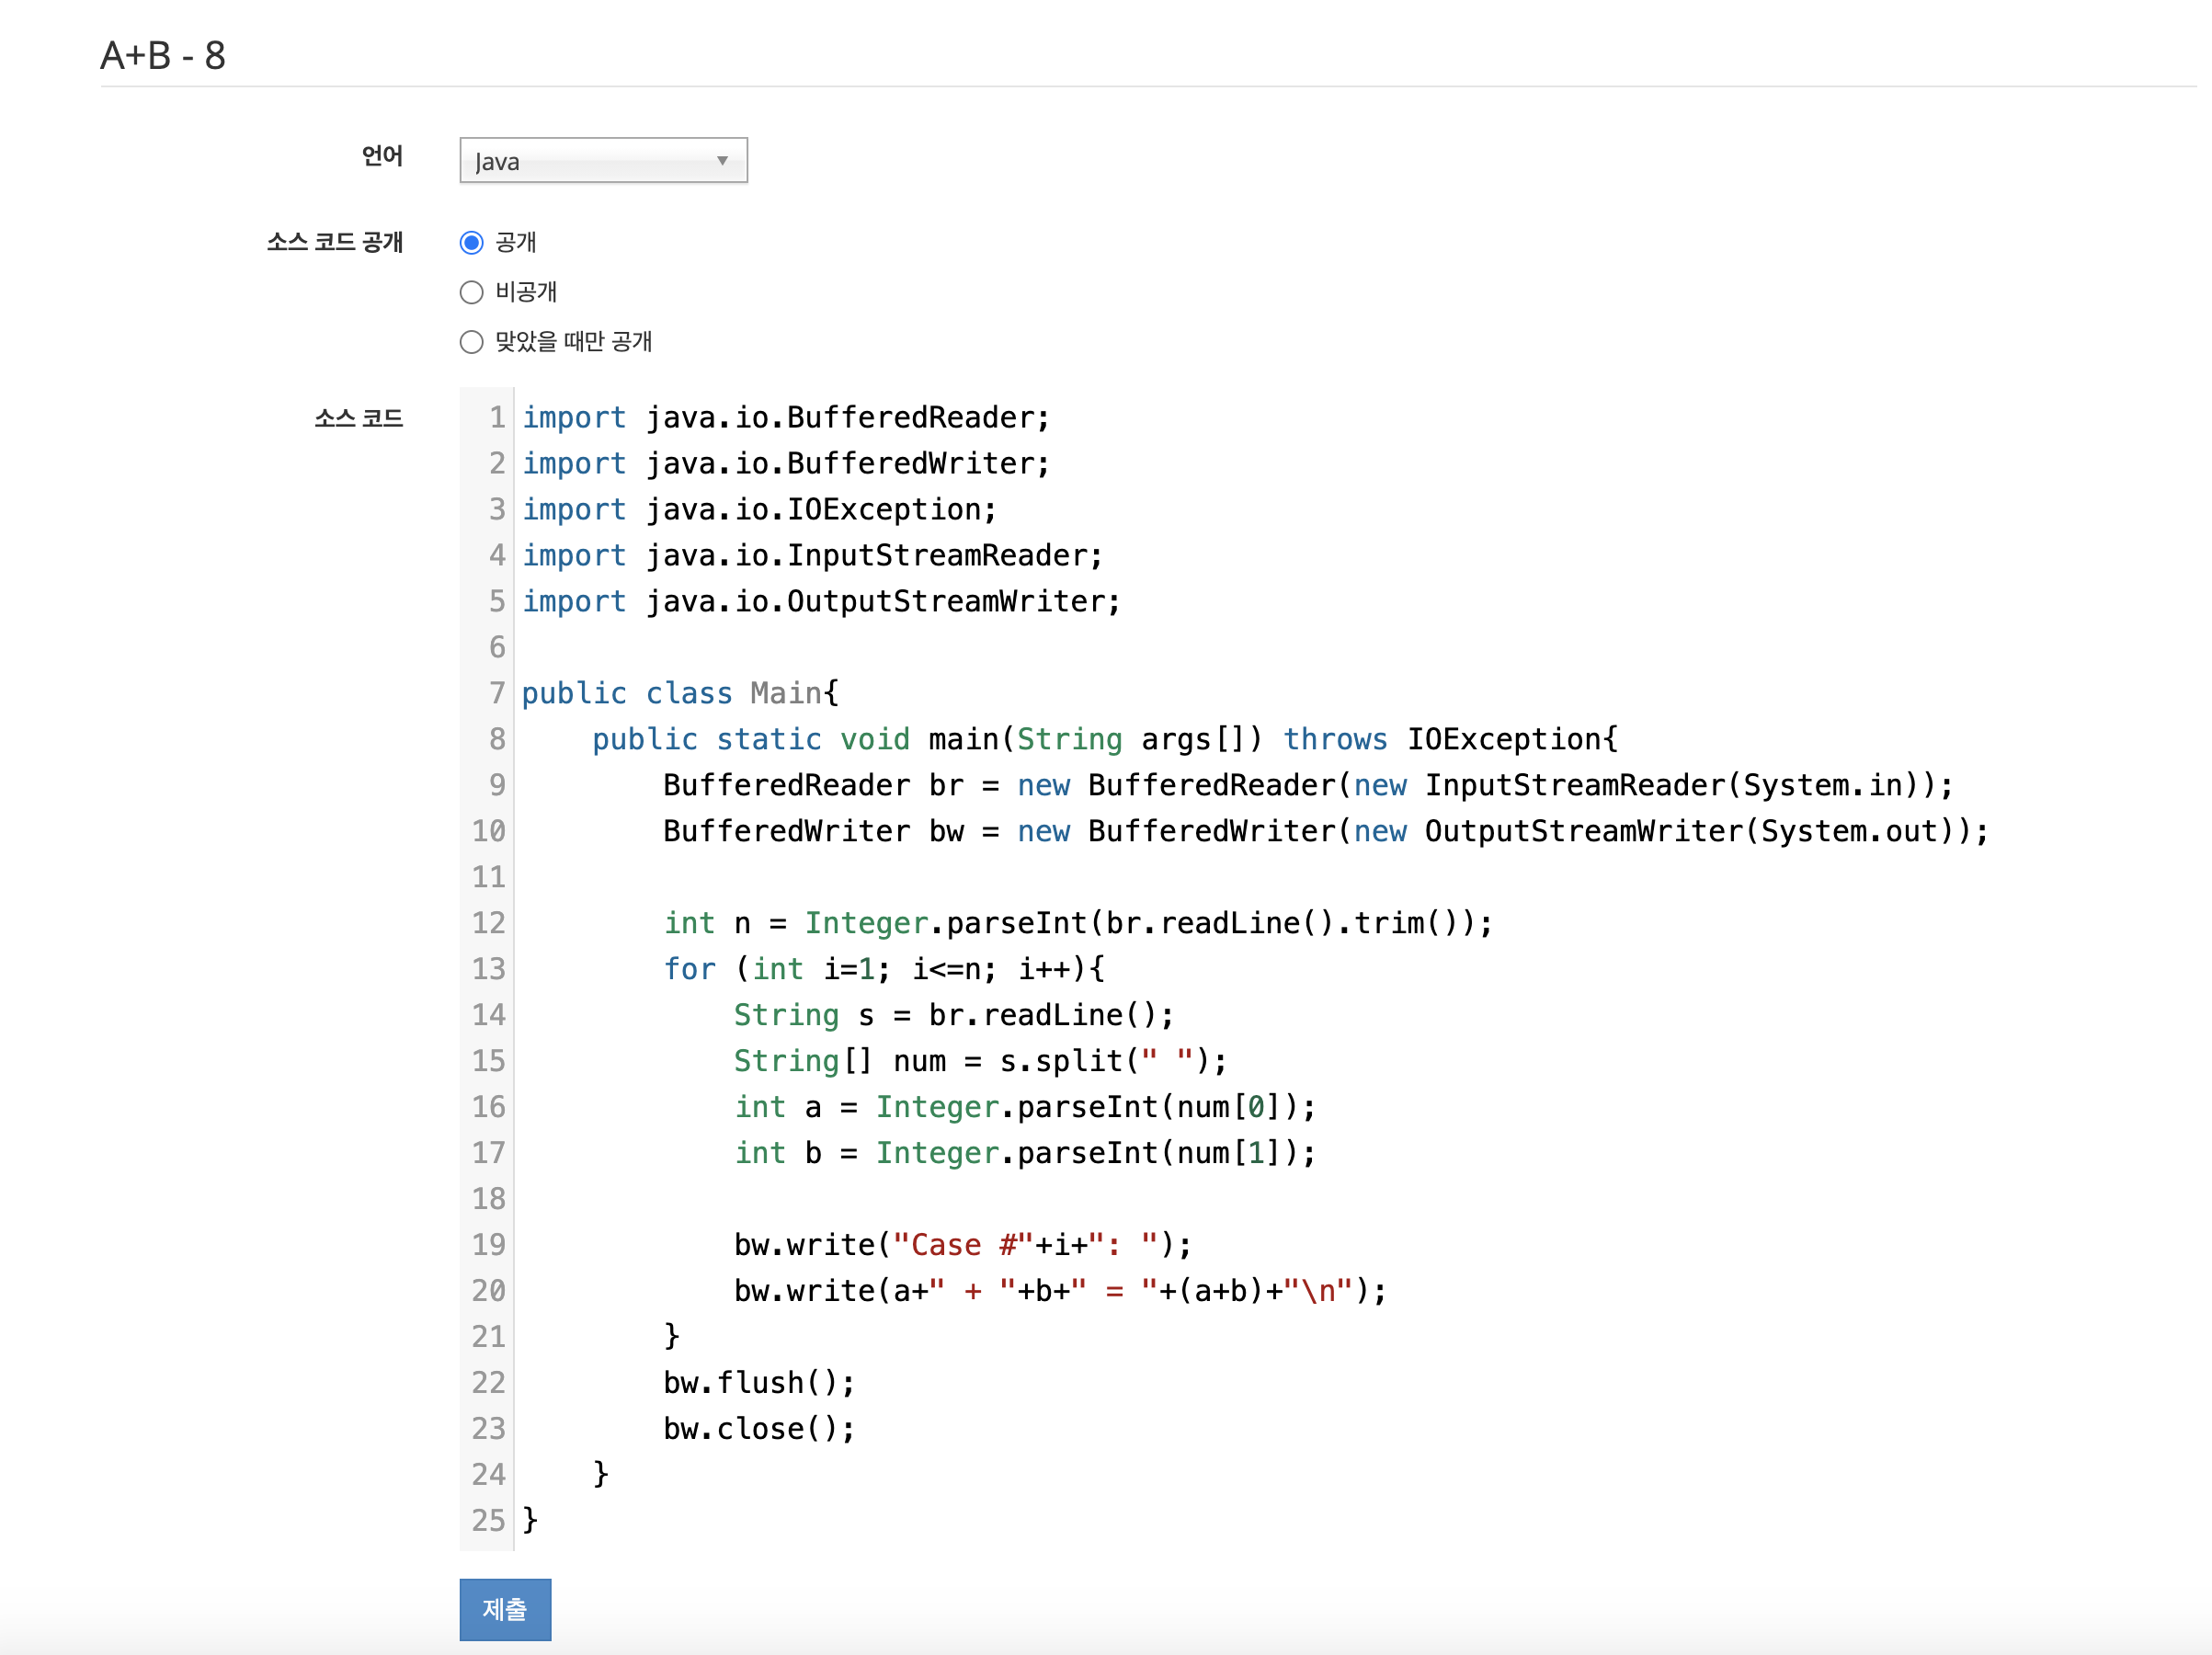 A+B - 8
언어
Java
소스 코드 공개
공개
비공개
맞았을 때만 공개
소스 코드
1 import java.io.BufferedReader;
2 import java.io.BufferedWriter;
3 import java.io.IOException;
4 import java.io.InputStreamReader;
5 import java.io.OutputStreamWriter;
6
7 public class Main{
8     public static void main(String args[]) throws IOException{
9         BufferedReader br = new BufferedReader(new InputStreamReader(System.in));
10         BufferedWriter bw = new BufferedWriter(new OutputStreamWriter(System.out));
11
12         int n = Integer.parseInt(br.readLine().trim());
13         for (int i=1; i<=n; i++){
14             String s = br.readLine();
15             String[] num = s.split(" ");
16             int a = Integer.parseInt(num[0]);
17             int b = Integer.parseInt(num[1]);
18
19             bw.write("Case #"+i+": ");
20             bw.write(a+" + "+b+" = "+(a+b)+"\n");
21         }
22         bw.flush();
23         bw.close();
24     }
25 }
제출